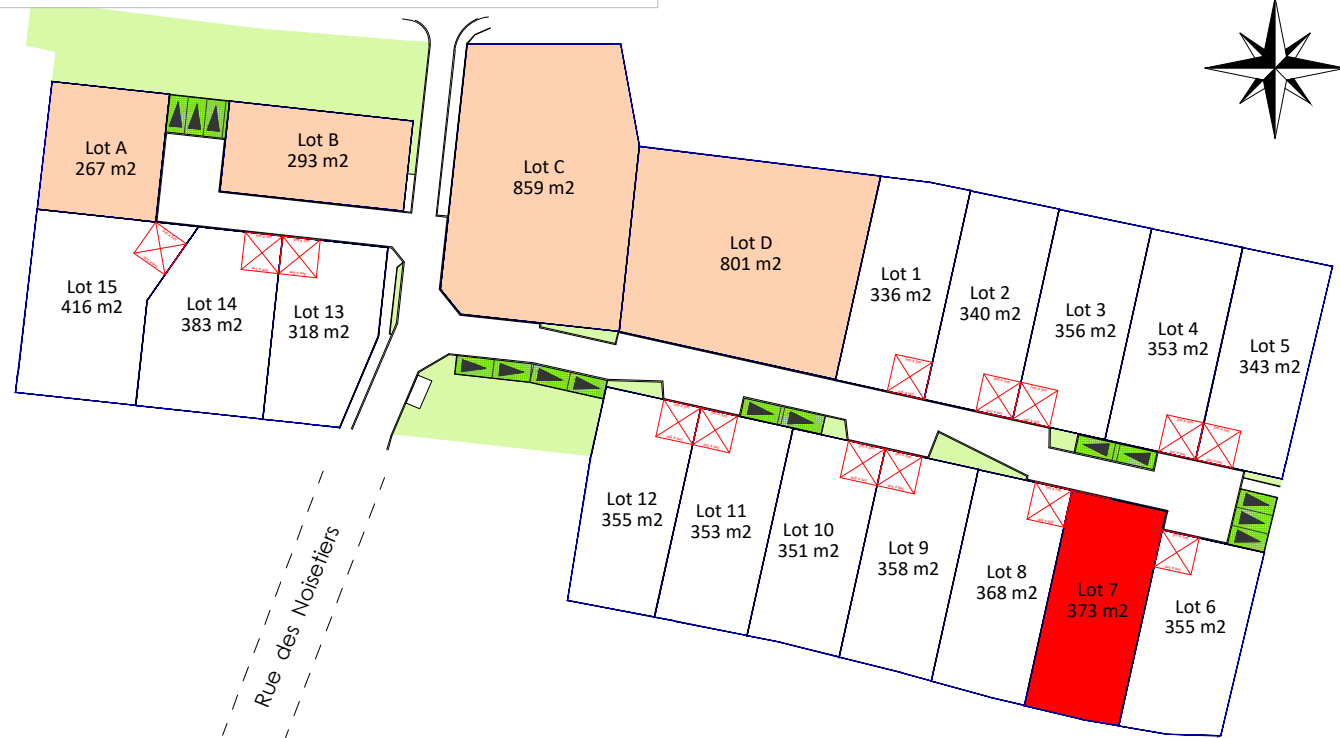 Lot A
267 m2
Lot B
293 m2
Lot C
859 m2
Lot D
801 m2
Lot 1
336 m2
Lot 2
340 m2
Lot 3
356 m2
Lot 4
353 m2
Lot 5
343 m2
Lot 15
416 m2
Lot 14
383 m2
Lot 13
318 m2
Lot 12
355 m2
Lot 11
353 m2
Lot 10
351 m2
Lot 9
358 m2
Lot 8
368 m2
Lot 7
373 m2
Lot 6
355 m2
Rue des Noisetiers